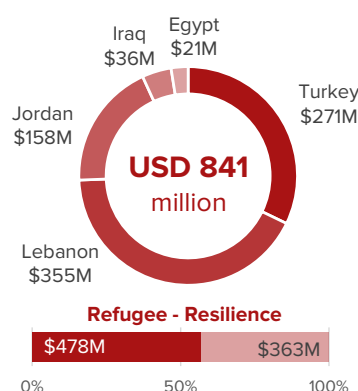 Egypt
$21M
Iraq
$36M
Turkey
$271M
Jordan
$158M
USD 841
million
Lebanon
$355M
Refugee - Resilience
$478M $363M
0% 50% 100%